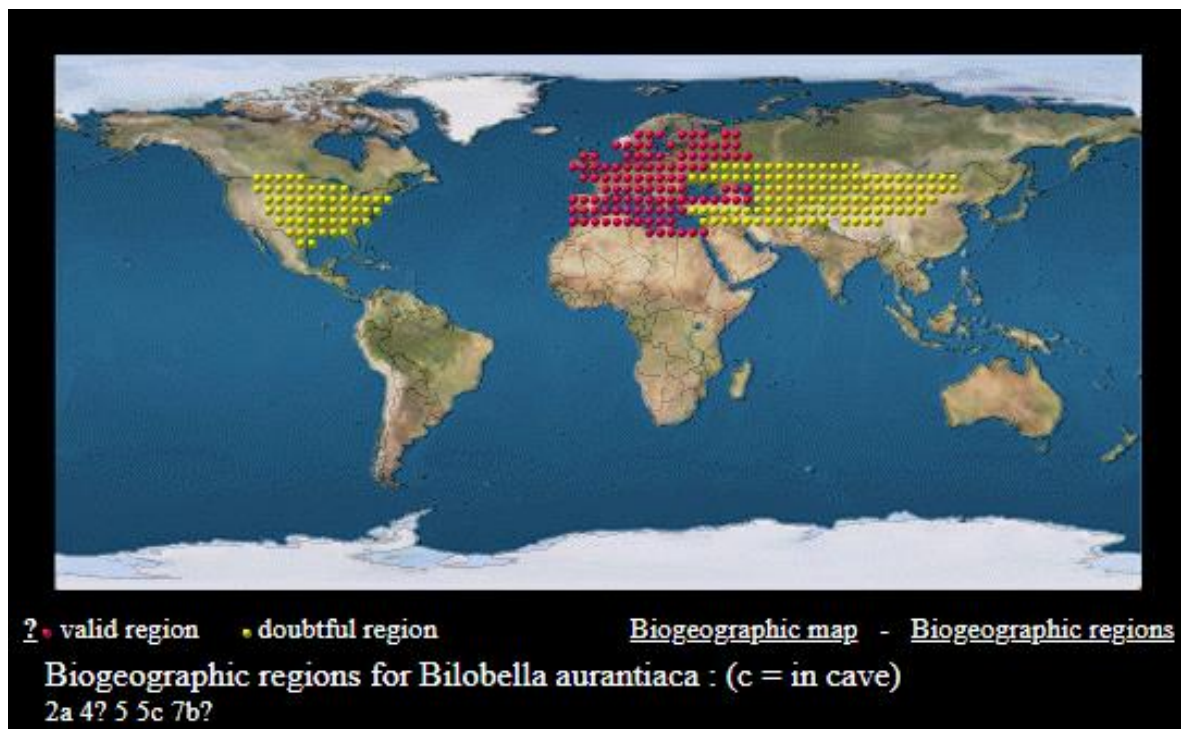 ? valid region doubtful region Biogeographic map - Biogeographic regions
Biogeographic regions for Bilobella aurantiaca : (c = in cave)
2a 4? 5 5c 7b?